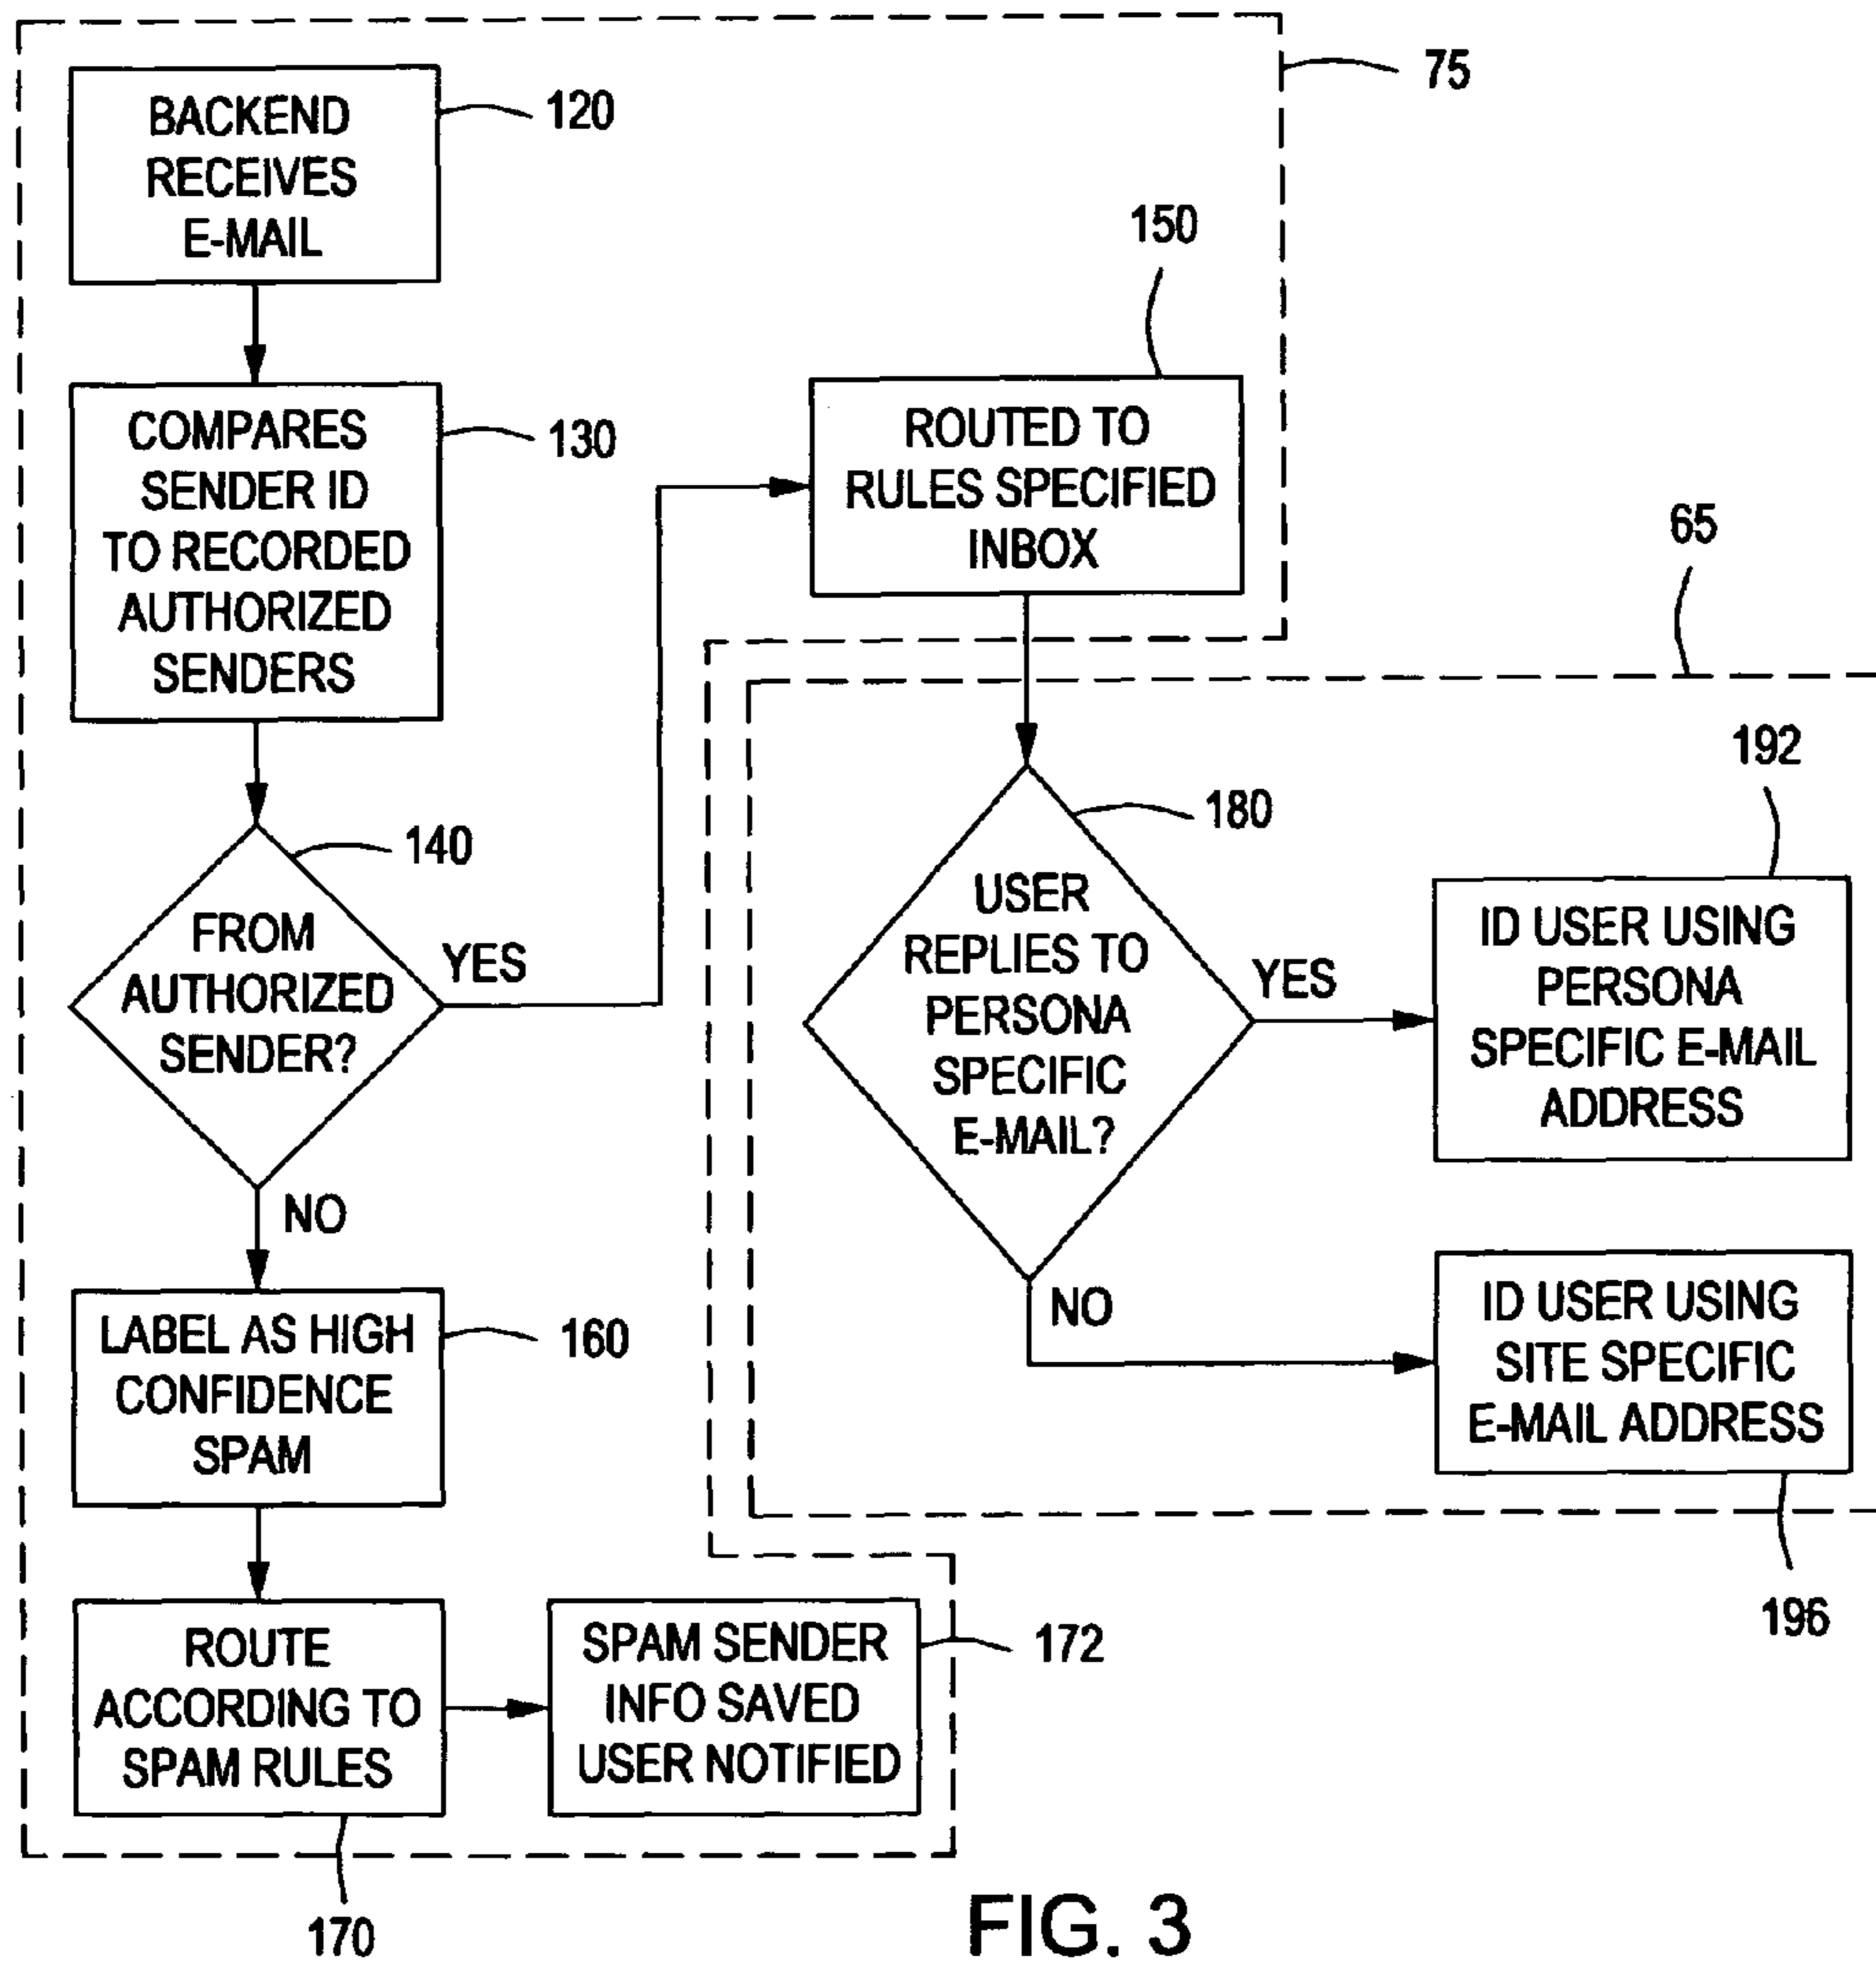 75
BACKEND
RECEIVES
E-MAIL
120
150
COMPARES
SENDER ID
TO RECORDED
AUTHORIZED
SENDERS
130
ROUTED TO
RULES SPECIFIED
INBOX
65
192
140
FROM
AUTHORIZED
SENDER?
YES
180
USER
REPLIES TO
PERSONA
SPECIFIC
E-MAIL?
YES
ID USER USING
PERSONA
SPECIFIC E-MAIL
ADDRESS
NO
NO
ID USER USING
SITE SPECIFIC
E-MAIL ADDRESS
196
LABEL AS HIGH
CONFIDENCE
SPAM
160
ROUTE
ACCORDING TO
SPAM RULES
170
SPAM SENDER
INFO SAVED
USER NOTIFIED
172
FIG. 3